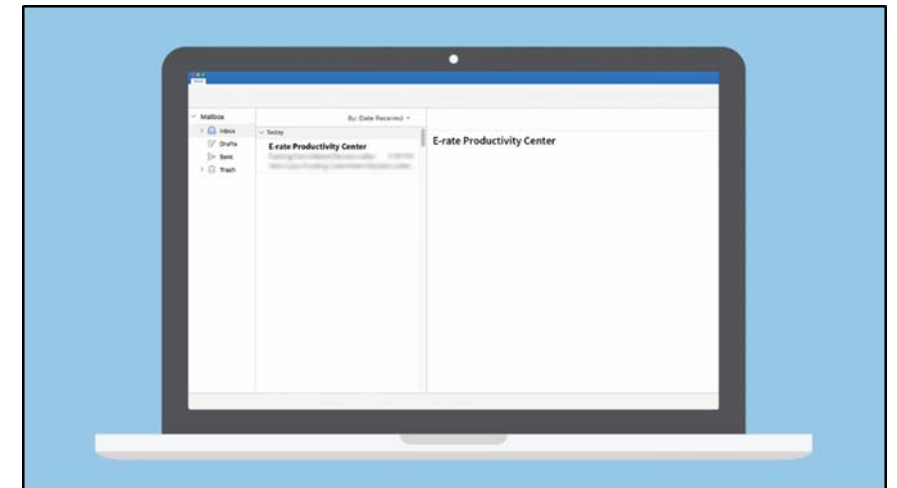 Mailbox
By: Date Received
Inbox
Today
Drafts
E-rate Productivity Center
Sent
Trash
E-rate Productivity Center